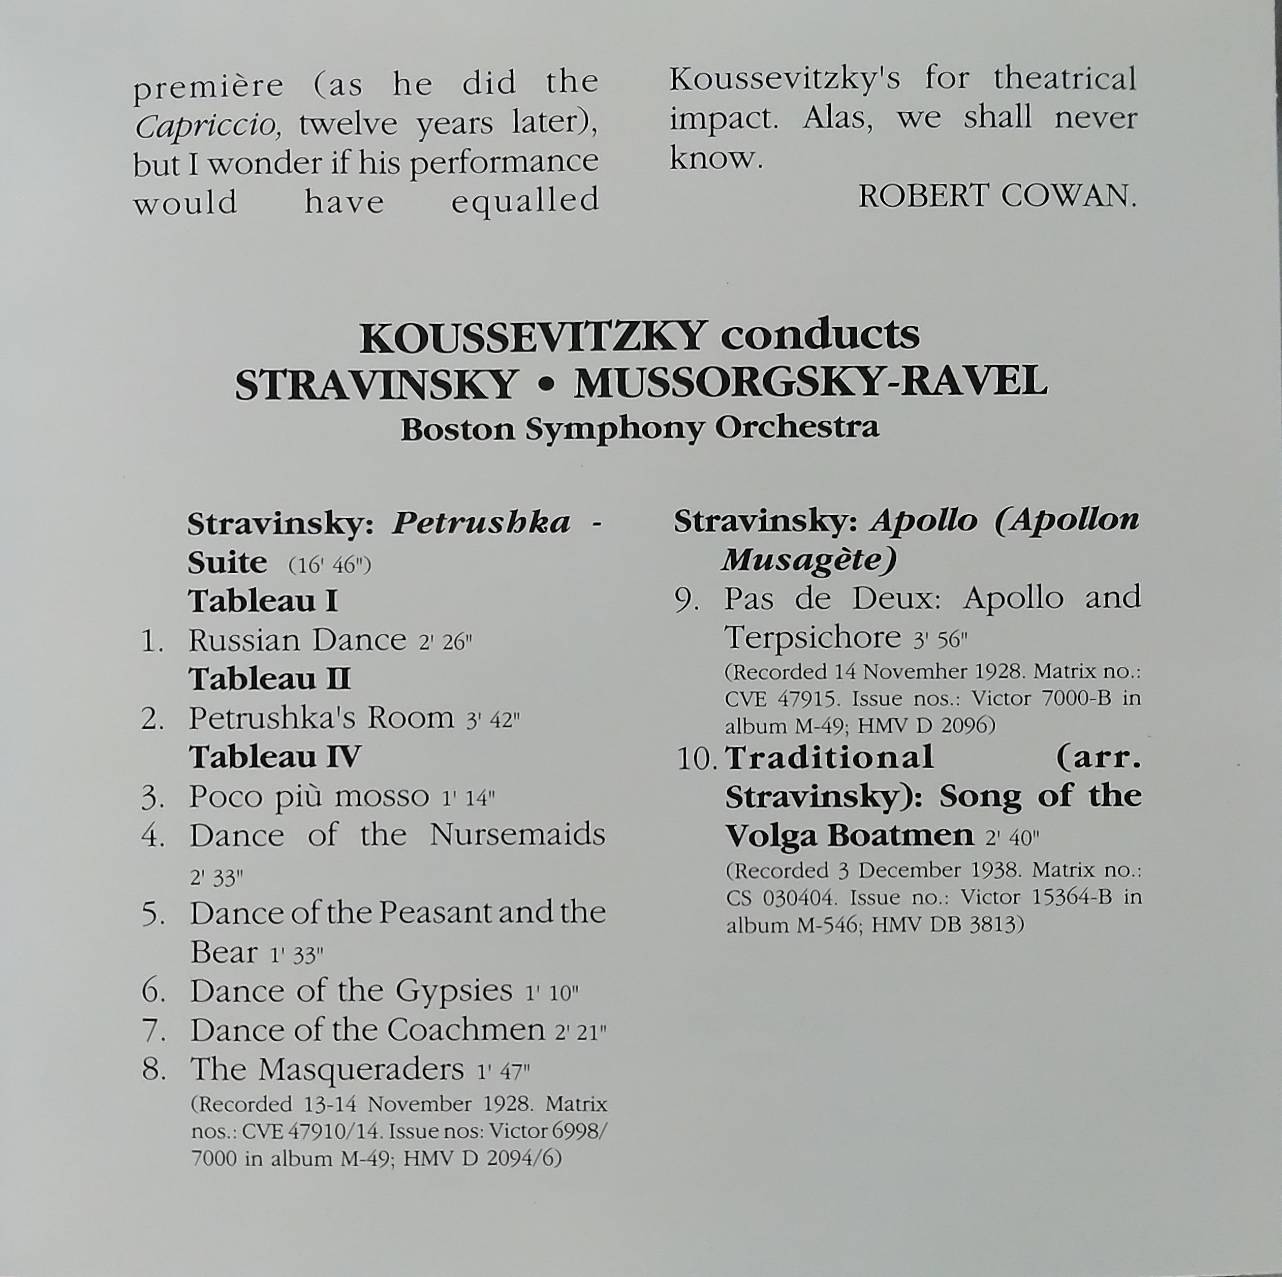 première (as he did the
Capriccio, twelve years later),
but I wonder if his performance
would have equalled
Koussevitzky's for theatrical
impact. Alas, we shall never
know.
ROBERT COWAN.
KOUSSEVITZKY conducts
STRAVINSKY • MUSSORGSKY-RAVEL
Boston Symphony Orchestra
Stravinsky: Petrushka -
Suite (16' 46")
Tableau I
1. Russian Dance 2' 26"
Tableau II
2. Petrushka's Room 3' 42"
Tableau IV
3. Poco più mosso 1' 14"
4. Dance of the Nursemaids
2' 33"
5. Dance of the Peasant and the
Bear 1' 33"
6. Dance of the Gypsies 1' 10"
7. Dance of the Coachmen 2' 21"
8. The Masqueraders 1' 47"
(Recorded 13-14 November 1928. Matrix
nos.: CVE 47910/14. Issue nos: Victor 6998/
7000 in album M-49; HMV D 2094/6)
Stravinsky: Apollo (Apollon
Musagète)
9. Pas de Deux: Apollo and
Terpsichore 3' 56"
(Recorded 14 Novemher 1928. Matrix no.:
CVE 47915. Issue nos.: Victor 7000-B in
album M-49; HMV D 2096)
10. Traditional (arr.
Stravinsky): Song of the
Volga Boatmen 2' 40"
(Recorded 3 December 1938. Matrix no.:
CS 030404. Issue no.: Victor 15364-B in
album M-546; HMV DB 3813)